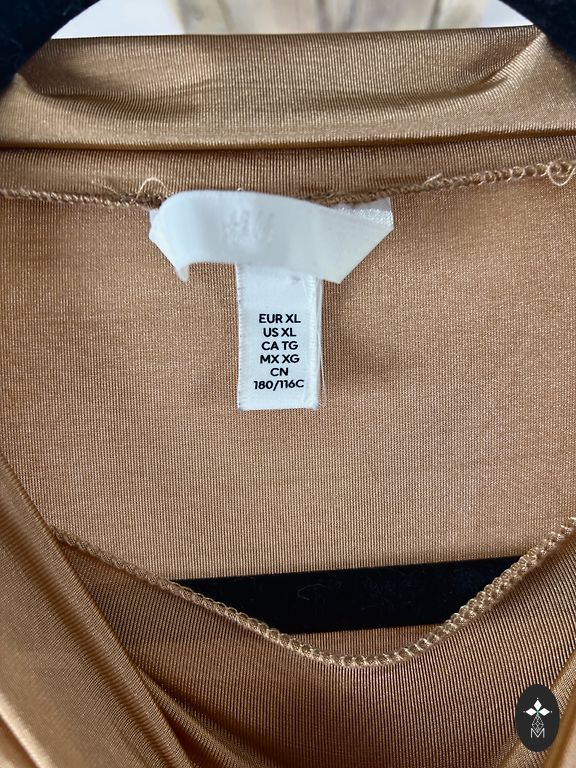 H&M
EUR XL
US XL
CA TG
MX XG
CN
180/116C
M